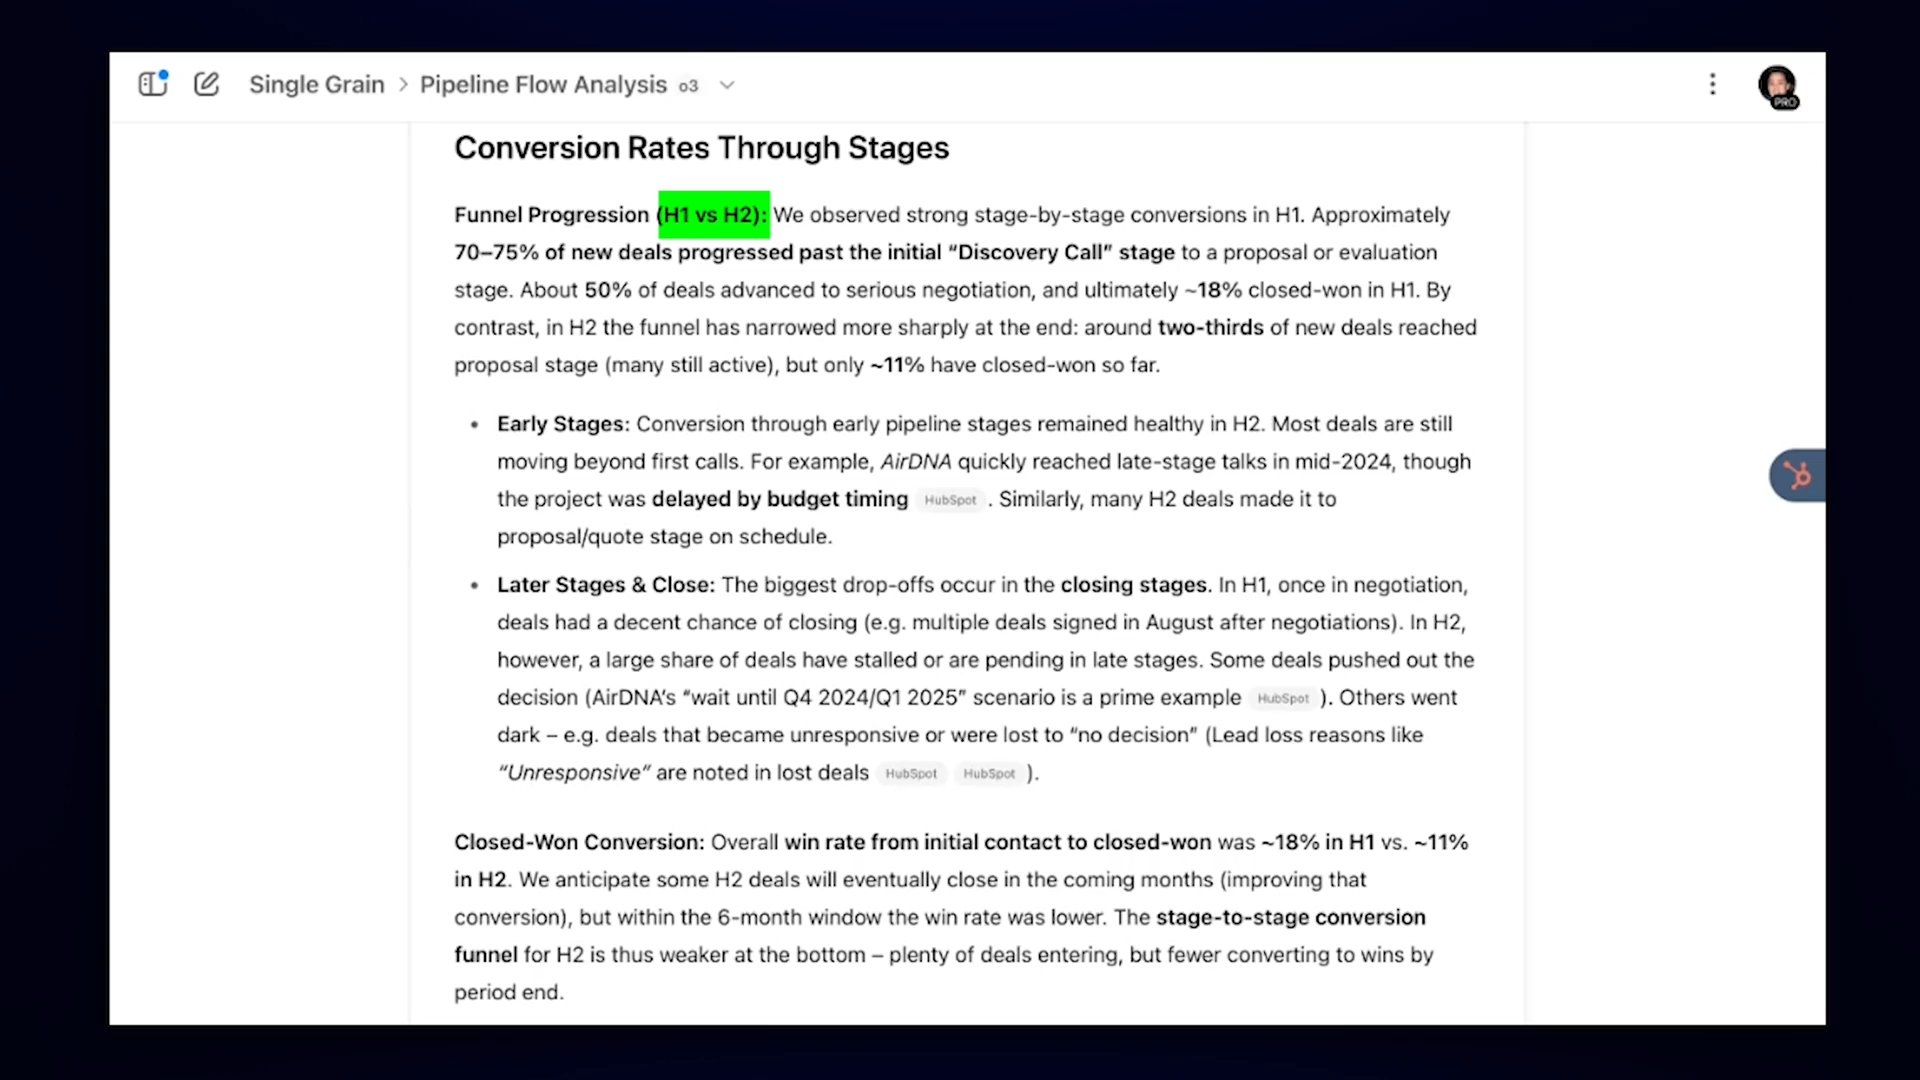 Single Grain > Pipeline Flow Analysis o3
PRO
Conversion Rates Through Stages
Funnel Progression (H1 vs H2): We observed strong stage-by-stage conversions in H1. Approximately
70–75% of new deals progressed past the initial “Discovery Call” stage to a proposal or evaluation
stage. About 50% of deals advanced to serious negotiation, and ultimately ~18% closed-won in H1. By
contrast, in H2 the funnel has narrowed more sharply at the end: around two-thirds of new deals reached
proposal stage (many still active), but only ~11% have closed-won so far.
• Early Stages: Conversion through early pipeline stages remained healthy in H2. Most deals are still
moving beyond first calls. For example, AirDNA quickly reached late-stage talks in mid-2024, though
the project was delayed by budget timing HubSpot . Similarly, many H2 deals made it to
proposal/quote stage on schedule.
• Later Stages & Close: The biggest drop-offs occur in the closing stages. In H1, once in negotiation,
deals had a decent chance of closing (e.g. multiple deals signed in August after negotiations). In H2,
however, a large share of deals have stalled or are pending in late stages. Some deals pushed out the
decision (AirDNA’s “wait until Q4 2024/Q1 2025” scenario is a prime example HubSpot ). Others went
dark – e.g. deals that became unresponsive or were lost to “no decision” (Lead loss reasons like
“Unresponsive” are noted in lost deals HubSpot HubSpot ).
Closed-Won Conversion: Overall win rate from initial contact to closed-won was ~18% in H1 vs. ~11%
in H2. We anticipate some H2 deals will eventually close in the coming months (improving that
conversion), but within the 6-month window the win rate was lower. The stage-to-stage conversion
funnel for H2 is thus weaker at the bottom – plenty of deals entering, but fewer converting to wins by
period end.